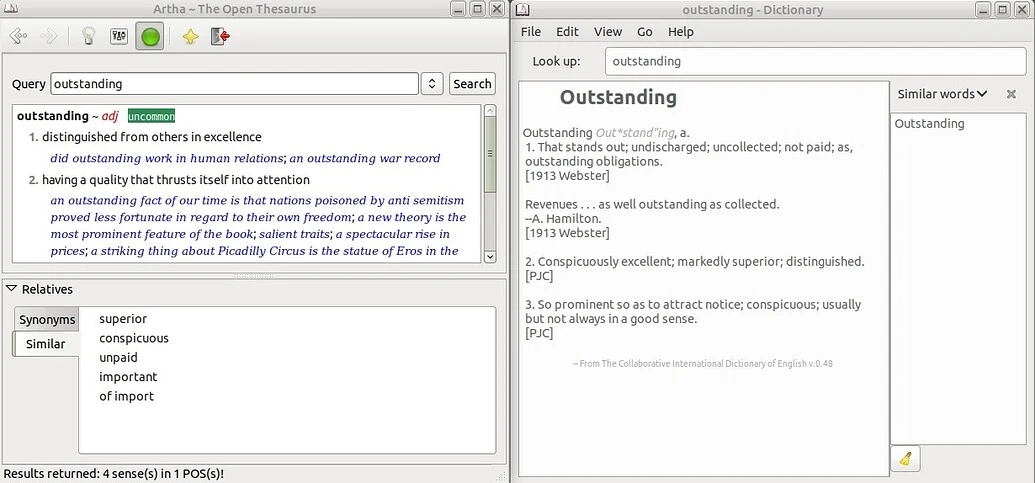 Artha ~ The Open Thesaurus
ABC
Query outstanding Search
outstanding ~ adj uncommon
1. distinguished from others in excellence
did outstanding work in human relations; an outstanding war record
2. having a quality that thrusts itself into attention
an outstanding fact of our time is that nations poisoned by anti semitism
proved less fortunate in regard to their own freedom; a new theory is the
most prominent feature of the book; salient traits; a spectacular rise in
prices; a striking thing about Picadilly Circus is the statue of Eros in the
Relatives
Synonyms
Similar
superior
conspicuous
unpaid
important
of import
Results returned: 4 sense(s) in 1 POS(s)!
outstanding - Dictionary
File Edit View Go Help
Look up: outstanding
Outstanding
Outstanding Out*stand"ing, a.
1. That stands out; undischarged; uncollected; not paid; as,
outstanding obligations.
[1913 Webster]
Revenues . . . as well outstanding as collected.
--A. Hamilton.
[1913 Webster]
2. Conspicuously excellent; markedly superior; distinguished.
[PJC]
3. So prominent so as to attract notice; conspicuous; usually
but not always in a good sense.
[PJC]
-- From The Collaborative International Dictionary of English v.0.48
Similar words
Outstanding